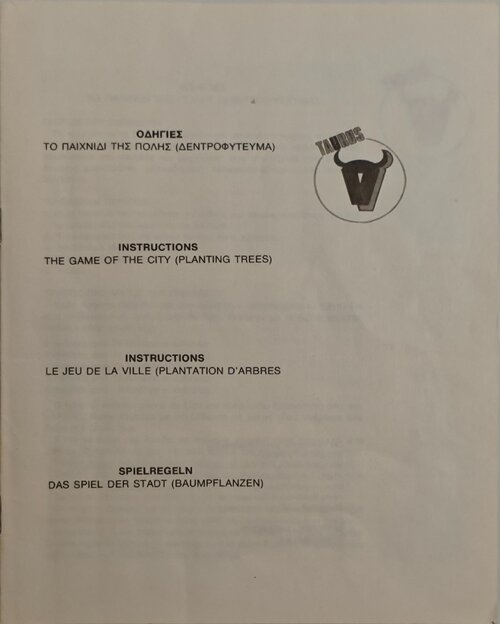 ΟΔΗΓΙΕΣ
ΤΟ ΠΑΙΧΝΙΔΙ ΤΗΣ ΠΟΛΗΣ (ΔΕΝΤΡΟΦΥΤΕΥΜΑ)
TAURUS
INSTRUCTIONS
THE GAME OF THE CITY (PLANTING TREES)
INSTRUCTIONS
LE JEU DE LA VILLE (PLANTATION D'ARBRES
SPIELREGELN
DAS SPIEL DER STADT (BAUMPFLANZEN)